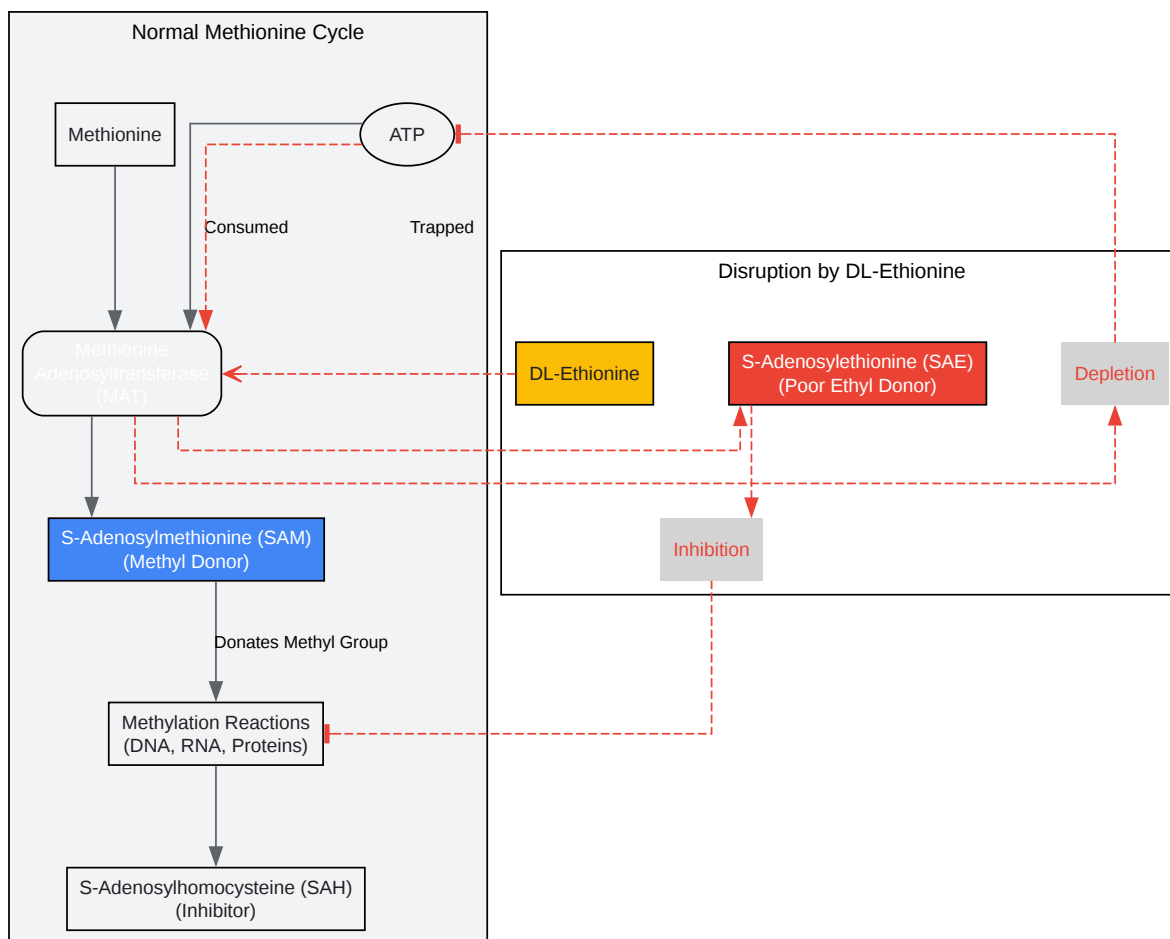 Normal Methionine Cycle
Methionine
ATP
Consumed
Trapped
Methionine
Adenosyltransferase
(MAT)
S-Adenosylmethionine (SAM)
(Methyl Donor)
Donates Methyl Group
Methylation Reactions
(DNA, RNA, Proteins)
S-Adenosylhomocysteine (SAH)
(Inhibitor)
Disruption by DL-Ethionine
DL-Ethionine
S-Adenosylethionine (SAE)
(Poor Ethyl Donor)
Depletion
Inhibition